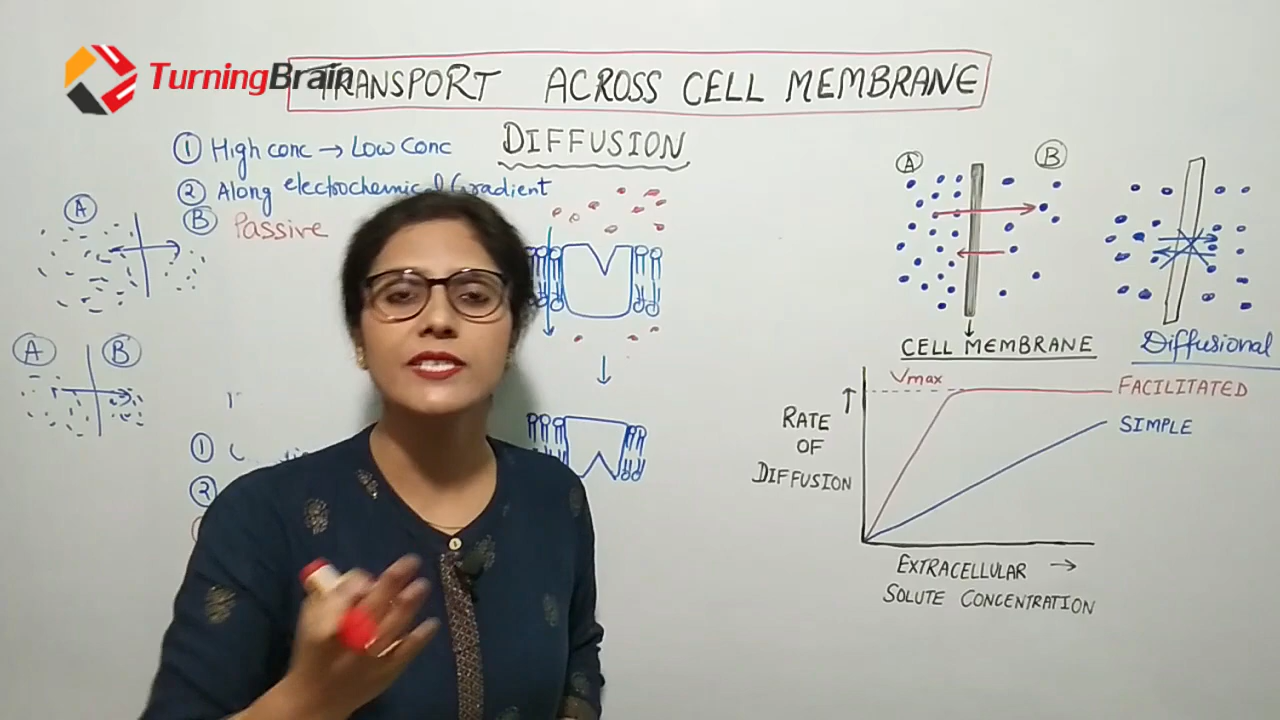 TurningBrain
TRANSPORT ACROSS CELL MEMBRANE
DIFFUSION
① High conc → Low Conc
② Along electrochemical Gradient
Passive
A
B
A
B
①
②
A
B
CELL MEMBRANE
Diffusional
Vmax
FACILITATED
SIMPLE
RATE
OF
DIFFUSION
EXTRACELLULAR →
SOLUTE CONCENTRATION